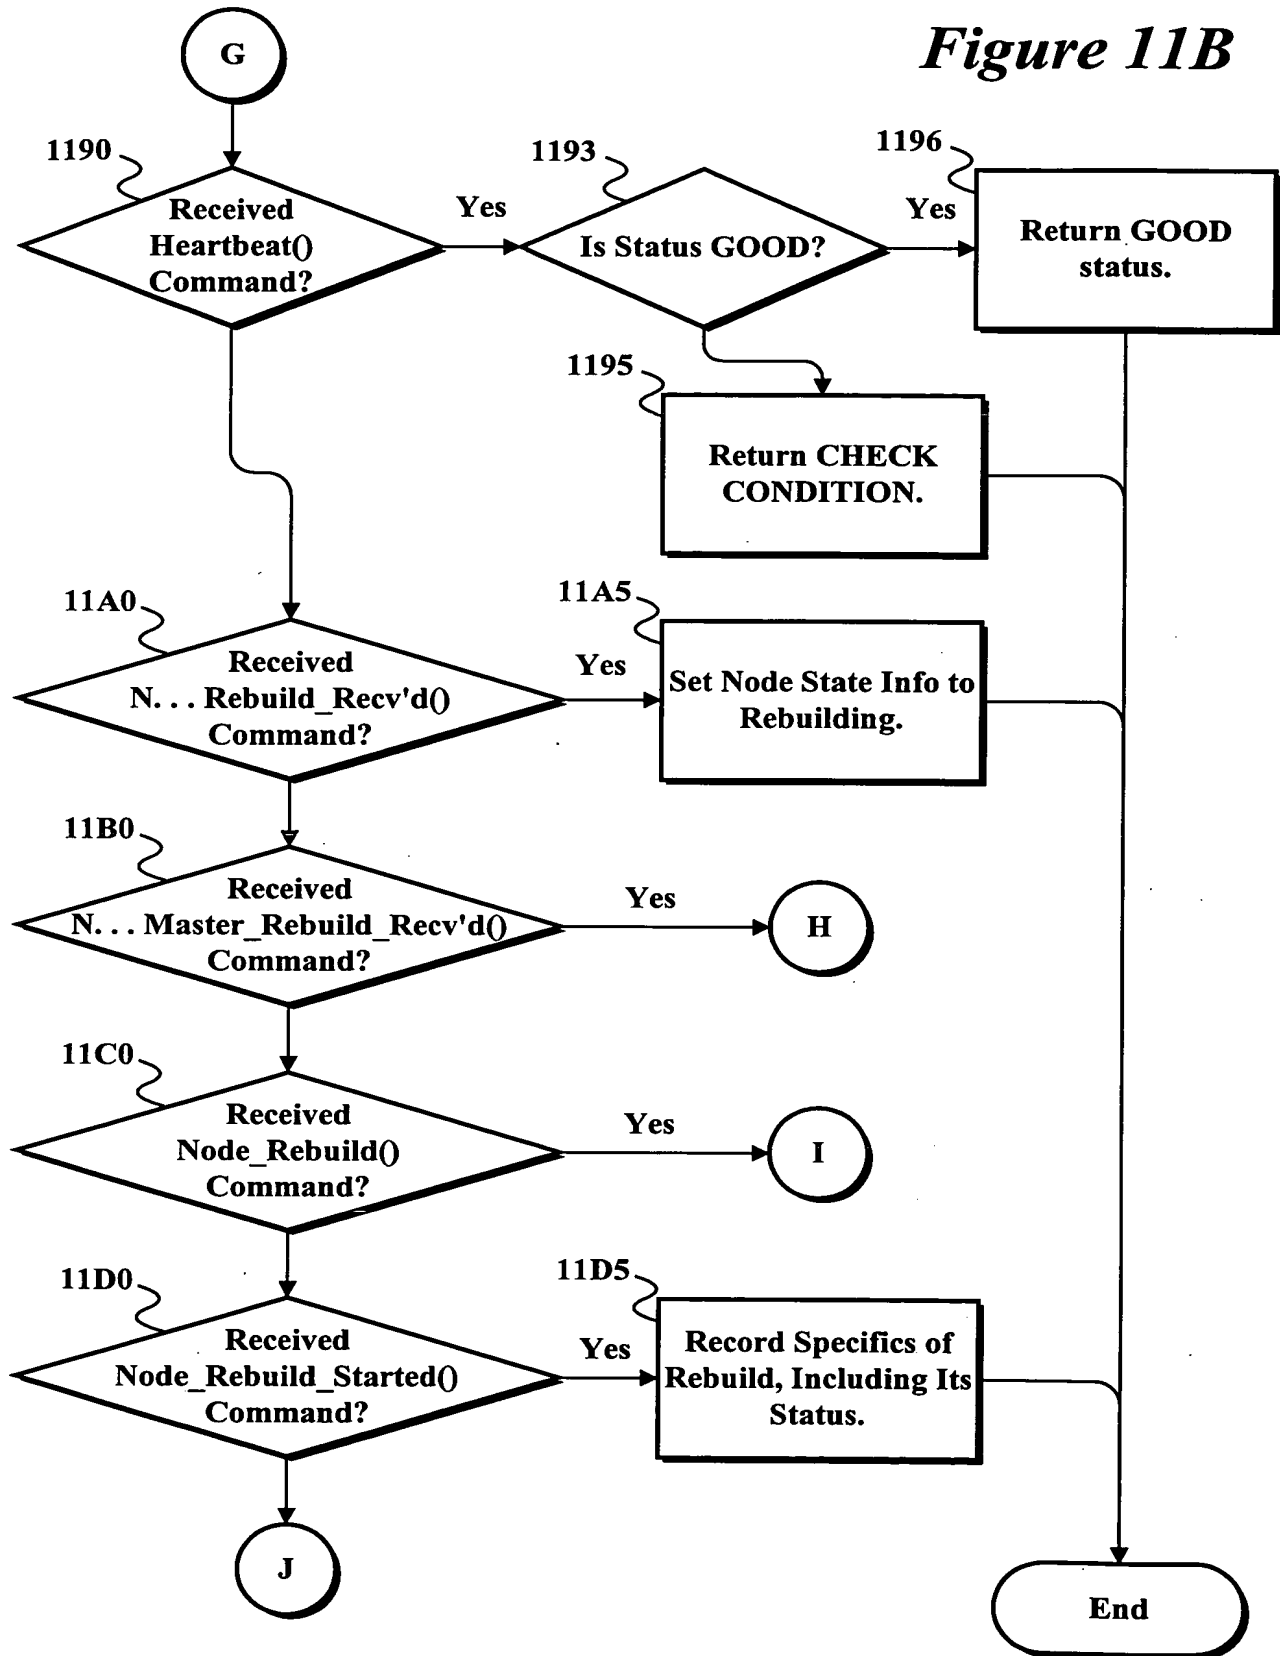 Figure 11B
G
1190
Received
Heartbeat()
Command?
Yes
1193
Is Status GOOD?
Yes
1196
Return GOOD
status.
1195
Return CHECK
CONDITION.
11A0
Received
N. . . Rebuild_Recv'd()
Command?
Yes
11A5
Set Node State Info to
Rebuilding.
11B0
Received
N. . . Master_Rebuild_Recv'd()
Command?
Yes
H
11C0
Received
Node_Rebuild()
Command?
Yes
I
11D0
Received
Node_Rebuild_Started()
Command?
Yes
11D5
Record Specifics of
Rebuild, Including Its
Status.
J
End